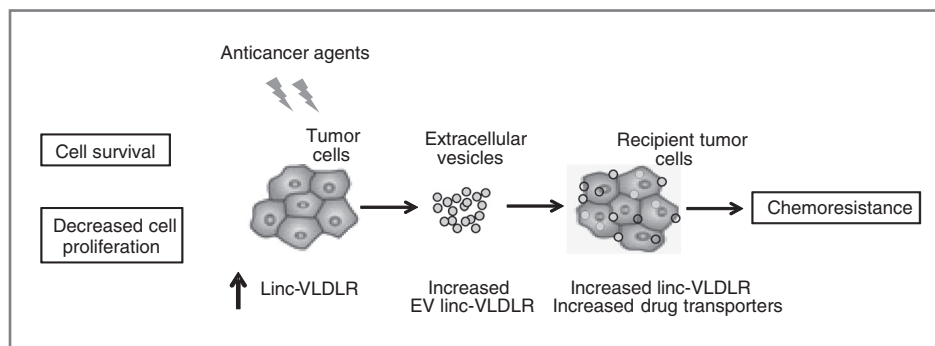 Anticancer agents
Tumor
cells
Extracellular
vesicles
Recipient tumor
cells
Cell survival
Decreased cell
proliferation
Chemoresistance
Linc-VLDLR
Increased
EV linc-VLDLR
Increased linc-VLDLR
Increased drug transporters